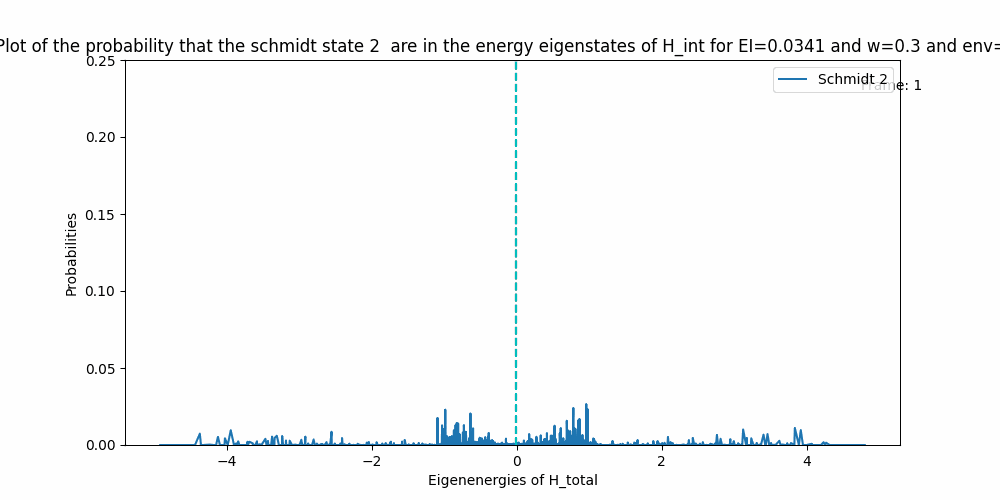 Plot of the probability that the schmidt state 2  are in the energy eigenstates of H_int for EI=0.0341 and w=0.3 and env=
Schmidt 2
Frame: 1
0.25
0.20
0.15
0.10
0.05
0.00
Probabilities
−4
−2
0
2
4
Eigenenergies of H_total